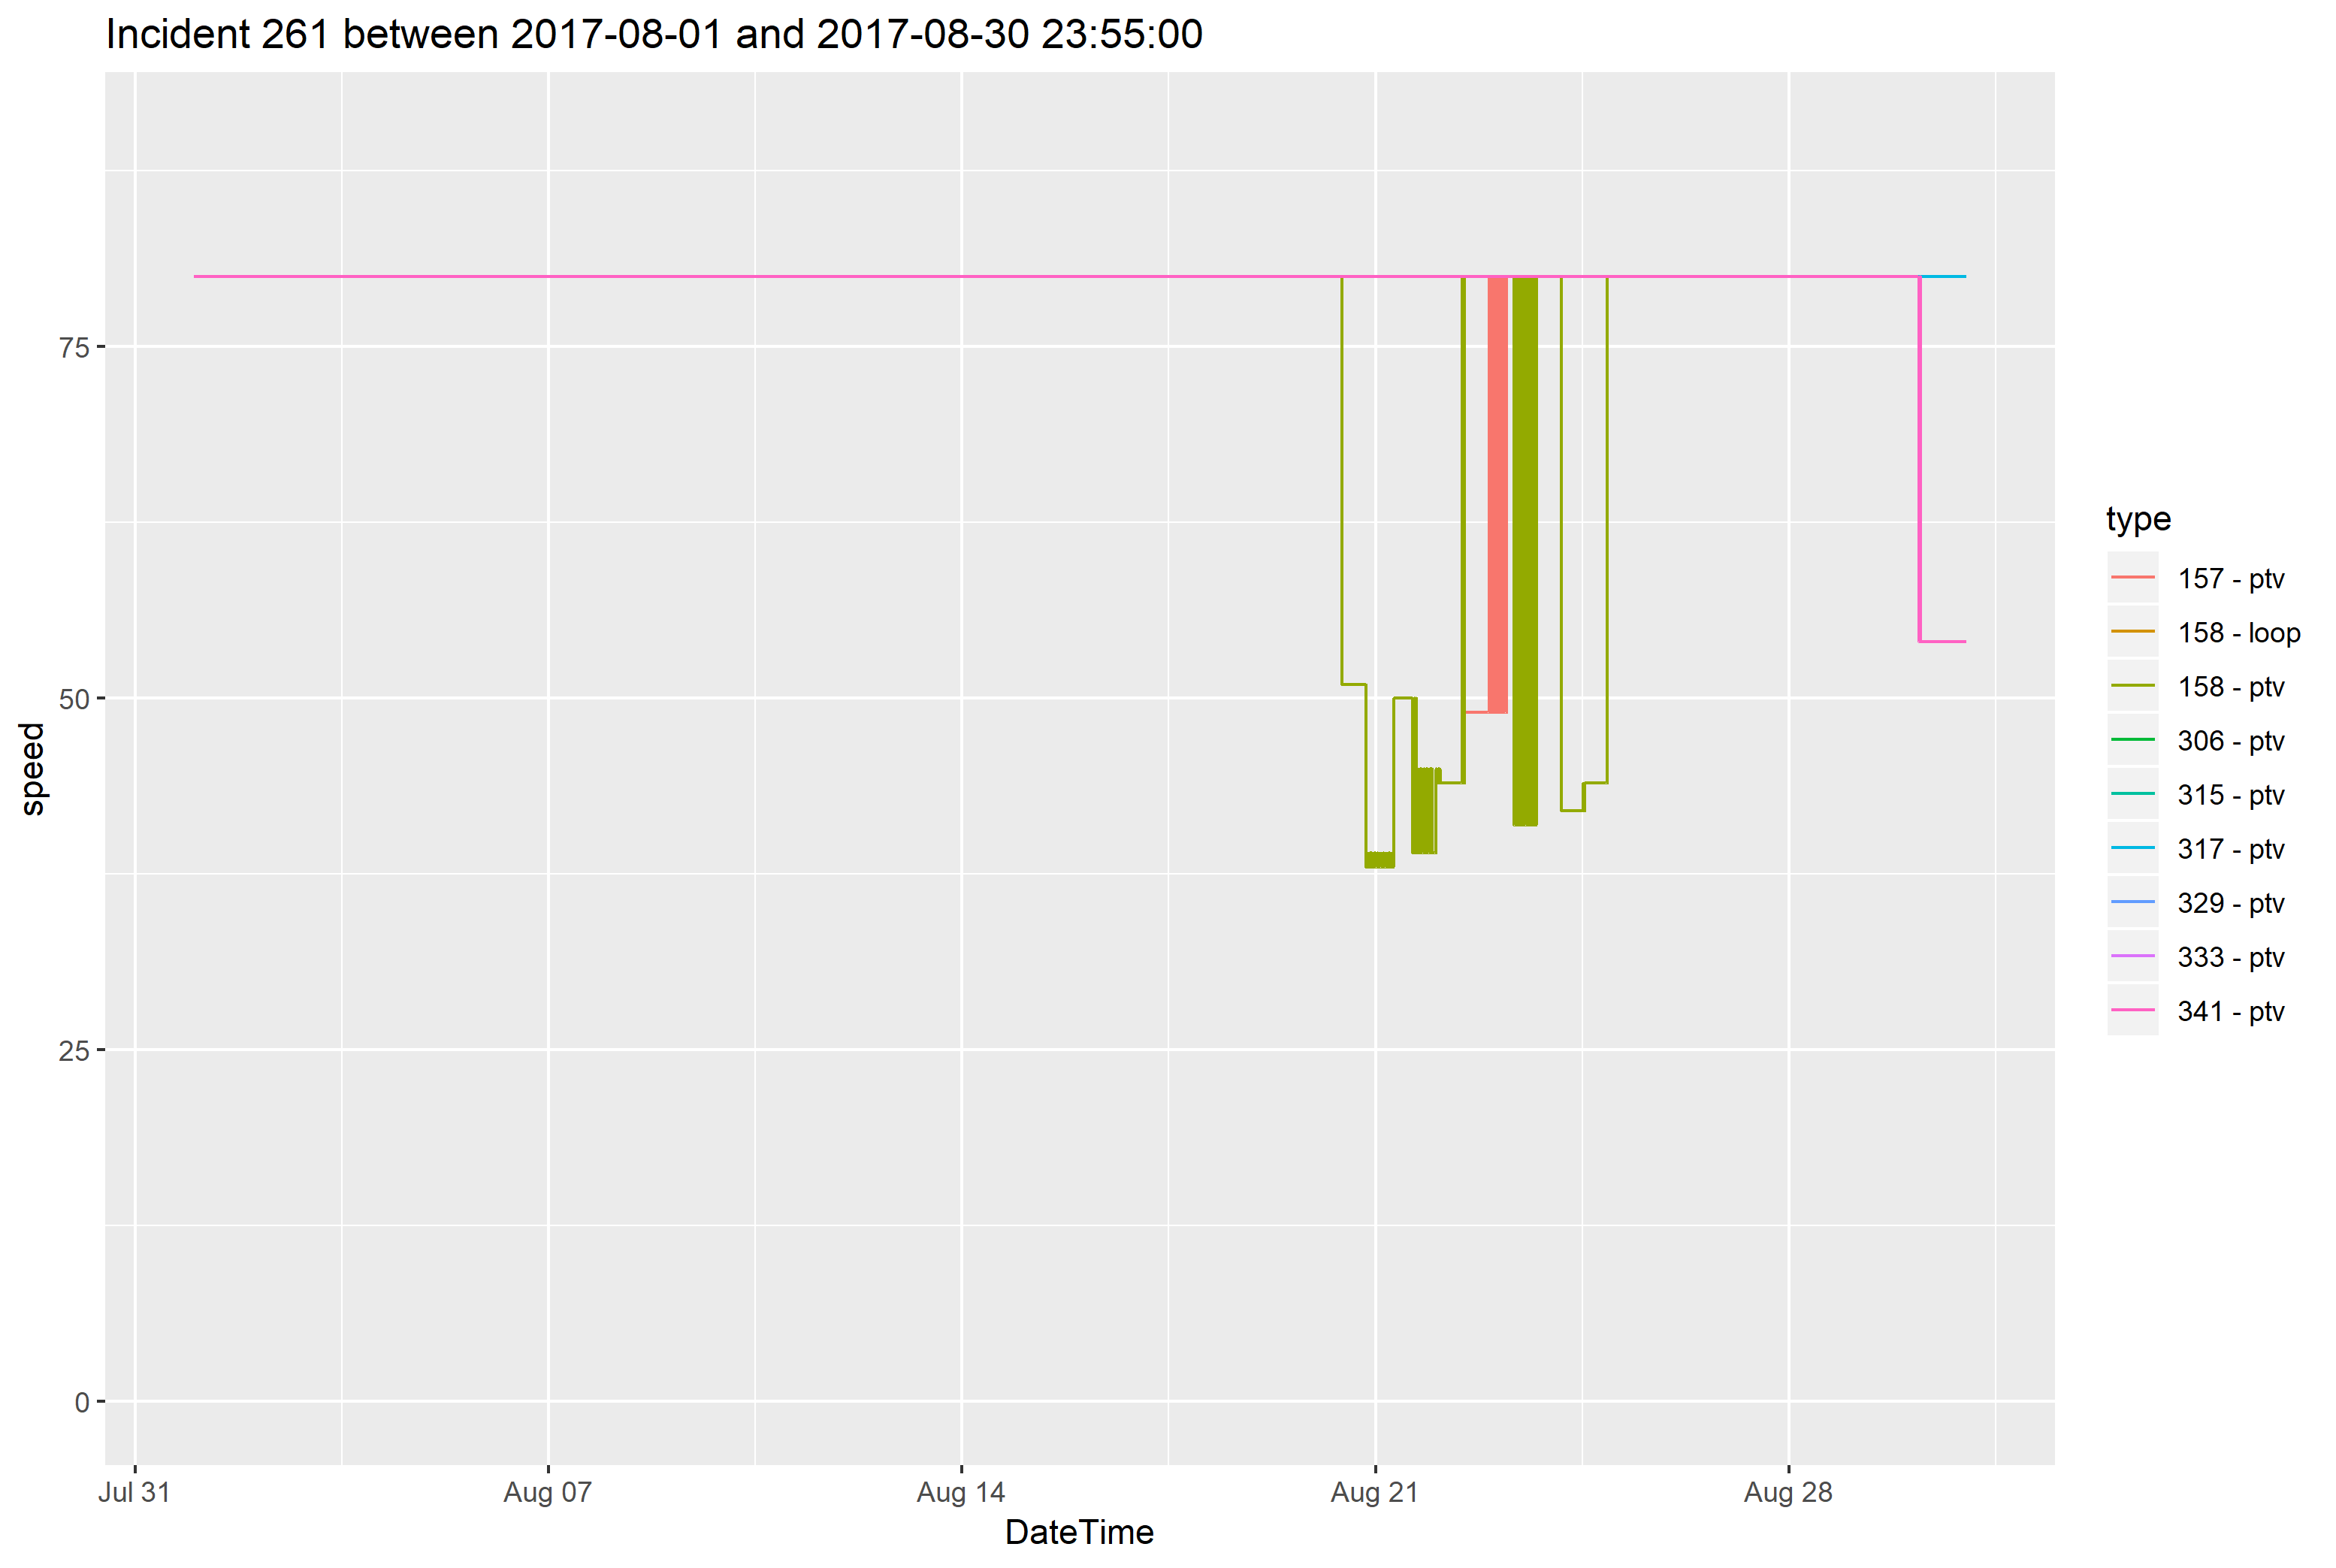 Incident 261 between 2017-08-01 and 2017-08-30 23:55:00
speed
75
50
25
0
Jul 31
Aug 07
Aug 14
Aug 21
Aug 28
DateTime
type
157 - ptv
158 - loop
158 - ptv
306 - ptv
315 - ptv
317 - ptv
329 - ptv
333 - ptv
341 - ptv